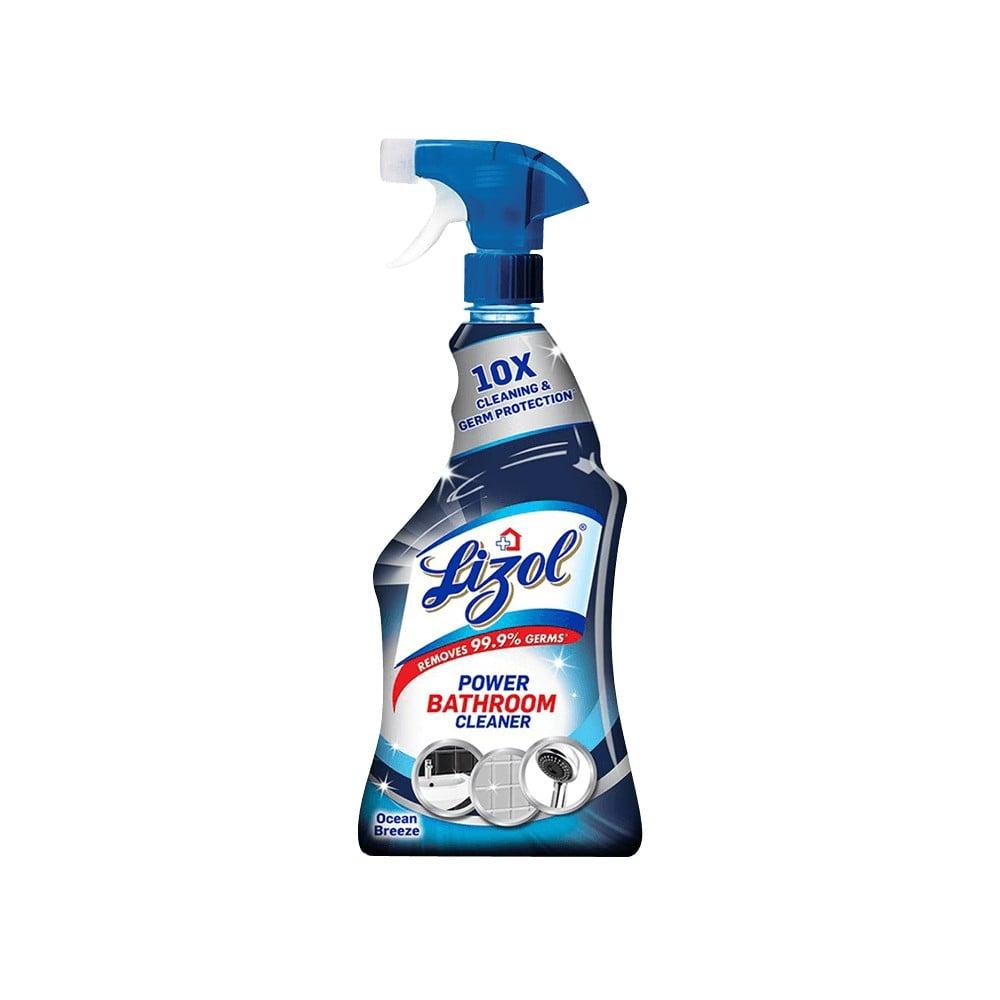 10X
CLEANING &
GERM PROTECTION*
Lizol®
REMOVES 99.9% GERMS*
POWER
BATHROOM
CLEANER
Ocean
Breeze